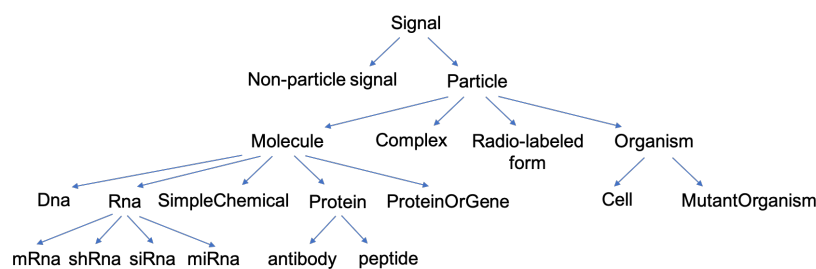 Signal
Non-particle signal Particle
Molecule Complex Radio-labeled form Organism
Dna Rna SimpleChemical Protein ProteinOrGene Cell MutantOrganism
mRna shRna siRna miRna antibody peptide